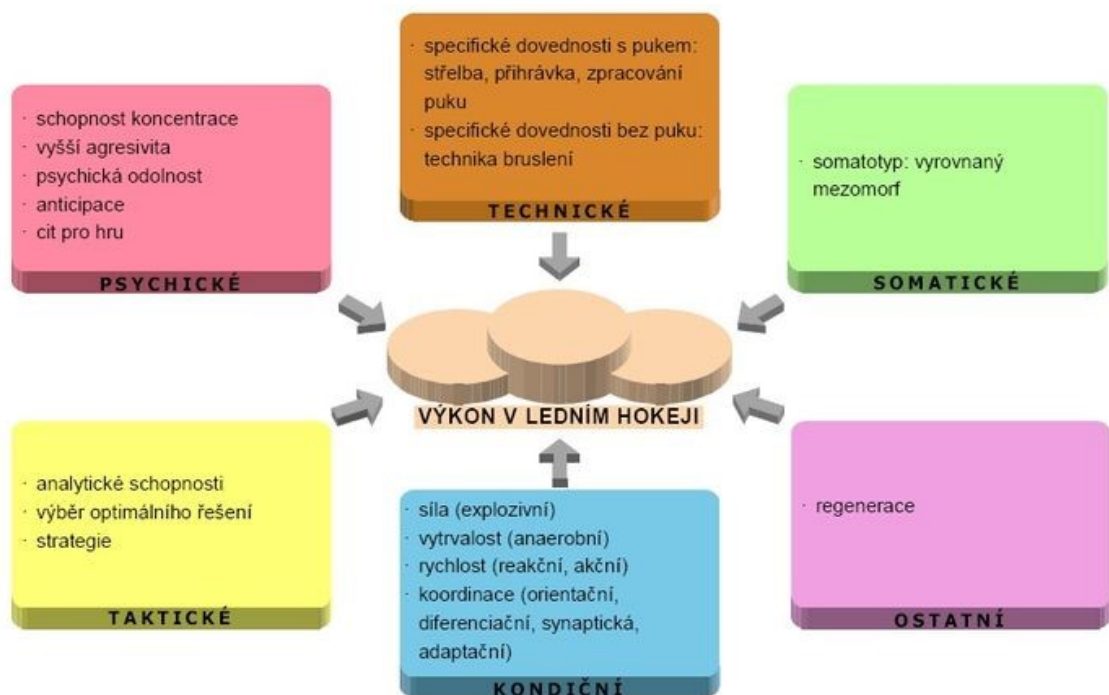 · specifické dovednosti s pukem:
střelba, přihrávka, zpracování
puku
· specifické dovednosti bez puku:
technika bruslení
TECHNICKÉ
· schopnost koncentrace
· vyšší agresivita
· psychická odolnost
· anticipace
· cit pro hru
PSYCHICKÉ
· somatotyp: vyrovnaný
mezomorf
SOMATICKÉ
VÝKON V LEDNÍM HOKEJI
· analytické schopnosti
· výběr optimálního řešení
· strategie
TAKTICKÉ
· síla (explozivní)
· vytrvalost (anaerobní)
· rychlost (reakční, akční)
· koordinace (orientační,
diferenciační, synaptická,
adaptační)
KONDIČNÍ
· regenerace
OSTATNÍ